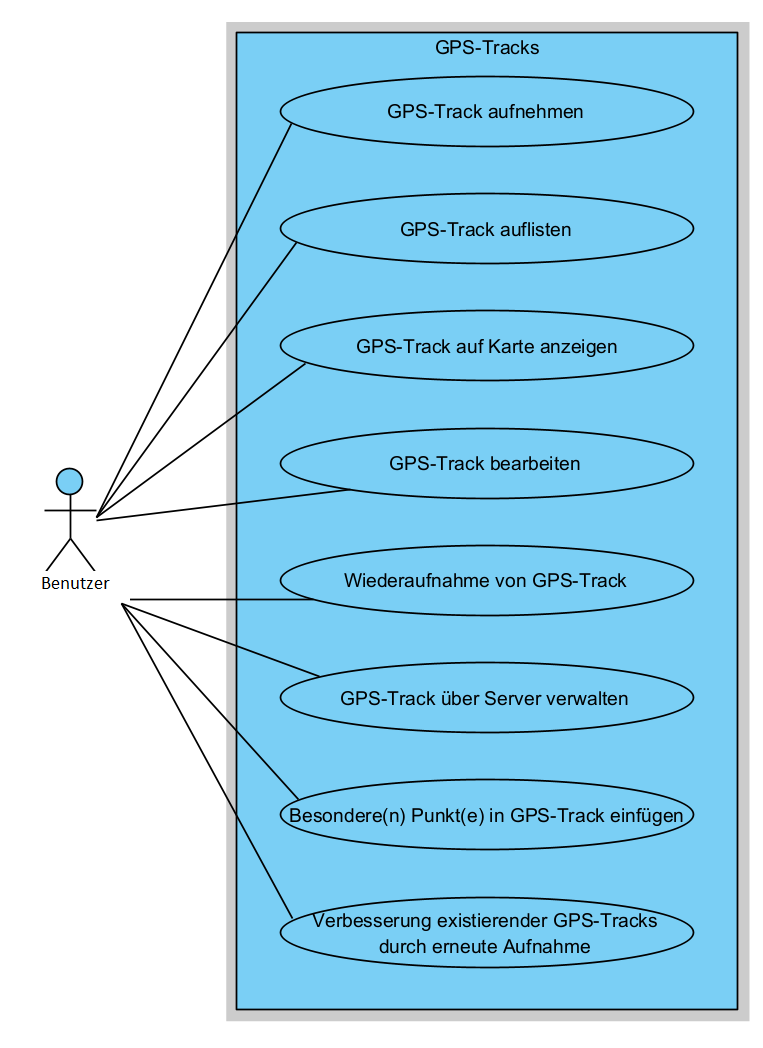 GPS-Tracks
GPS-Track aufnehmen
GPS-Track auflisten
GPS-Track auf Karte anzeigen
GPS-Track bearbeiten
Benutzer
Wiederaufnahme von GPS-Track
GPS-Track über Server verwalten
Besondere(n) Punkt(e) in GPS-Track einfügen
Verbesserung existierender GPS-Tracks
durch erneute Aufnahme